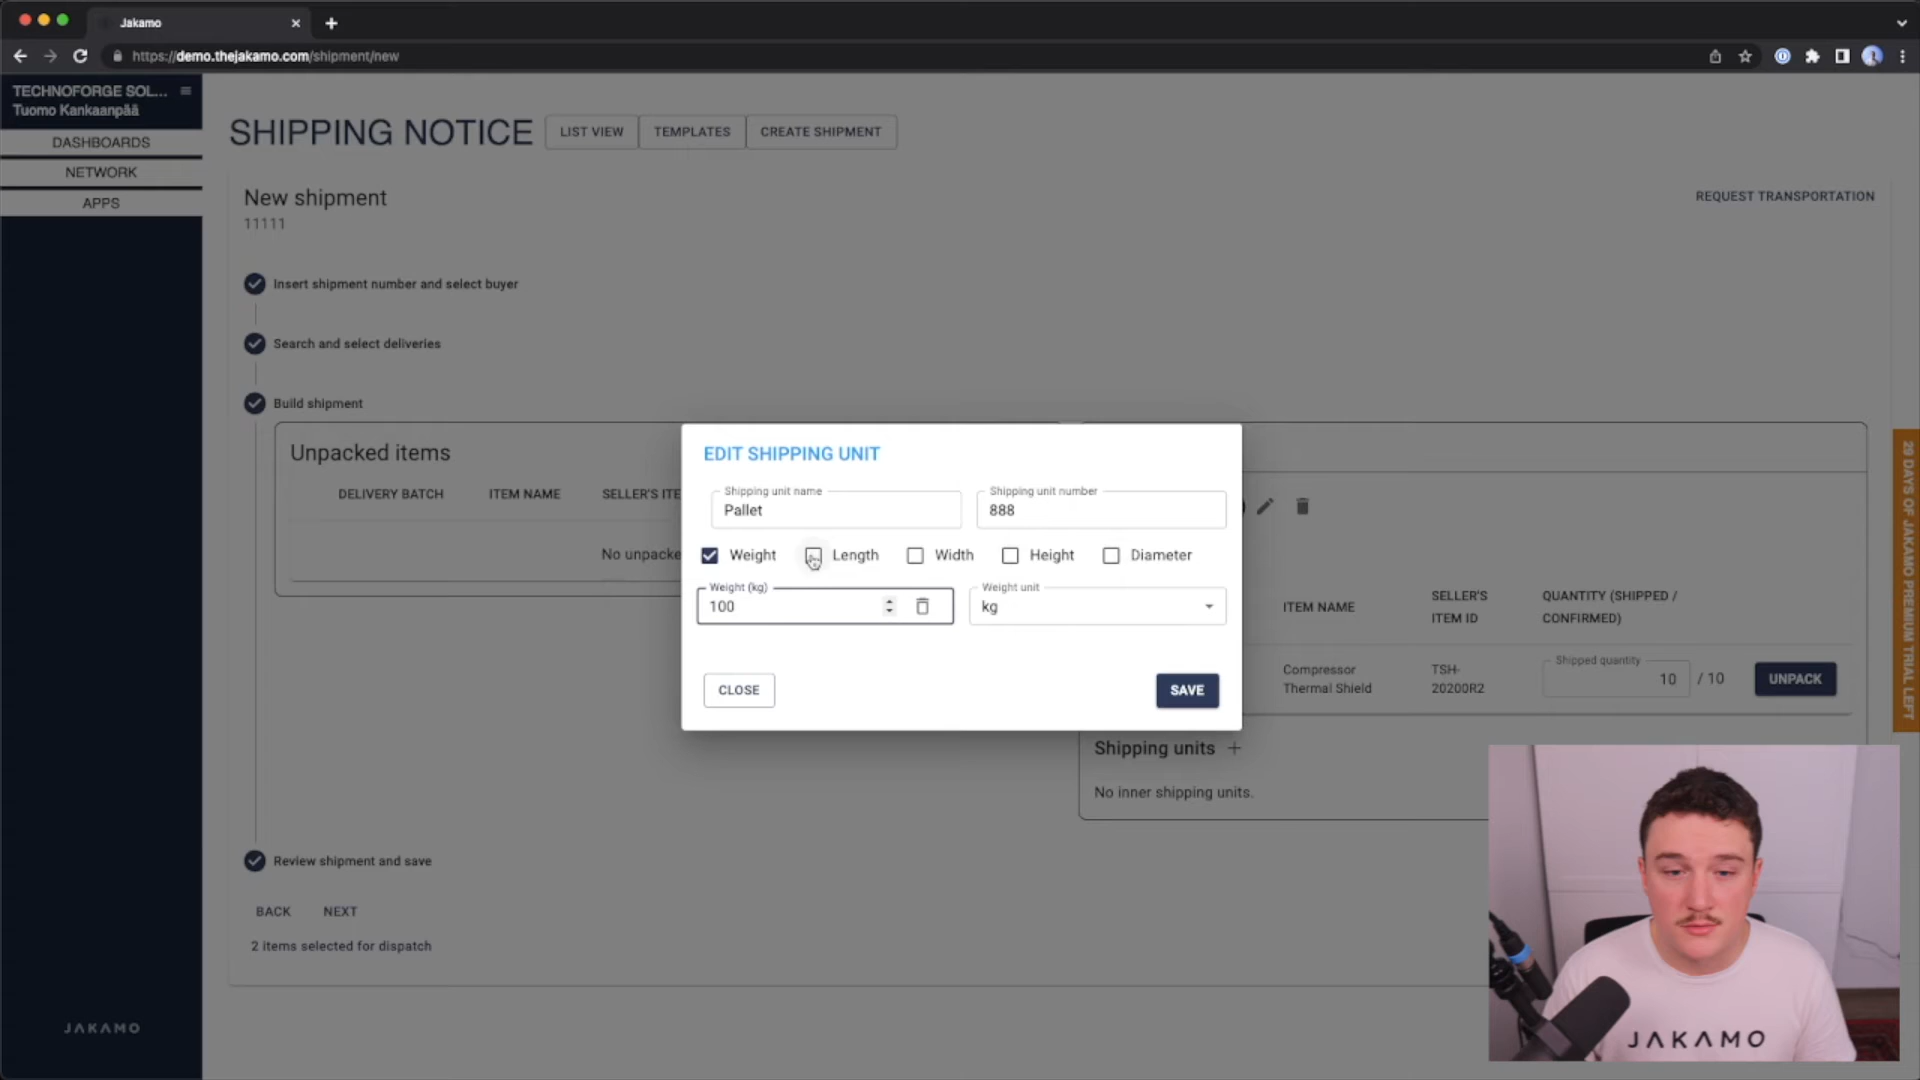 Jakamo
https://demo.thejakamo.com/shipment/new
TECHNOFORGE SOL...
Tuomo Kankaanpää
DASHBOARDS
NETWORK
APPS
JAKAMO
SHIPPING NOTICE
LIST VIEW
TEMPLATES
CREATE SHIPMENT
New shipment
11111
REQUEST TRANSPORTATION
Insert shipment number and select buyer
Search and select deliveries
Build shipment
Unpacked items
DELIVERY BATCH
ITEM NAME
SELLER'S ITE
No unpacke
EDIT SHIPPING UNIT
Shipping unit name
Pallet
Shipping unit number
888
Weight
Length
Width
Height
Diameter
Weight (kg)
100
Weight unit
kg
CLOSE
SAVE
ITEM NAME
SELLER'S
ITEM ID
QUANTITY (SHIPPED /
CONFIRMED)
Compressor
Thermal Shield
TSH-
20200R2
Shipped quantity
10
/ 10
UNPACK
Shipping units
No inner shipping units.
29 DAYS OF JAKAMO PREMIUM TRIAL LEFT
Review shipment and save
BACK
NEXT
2 items selected for dispatch
JAKAMO